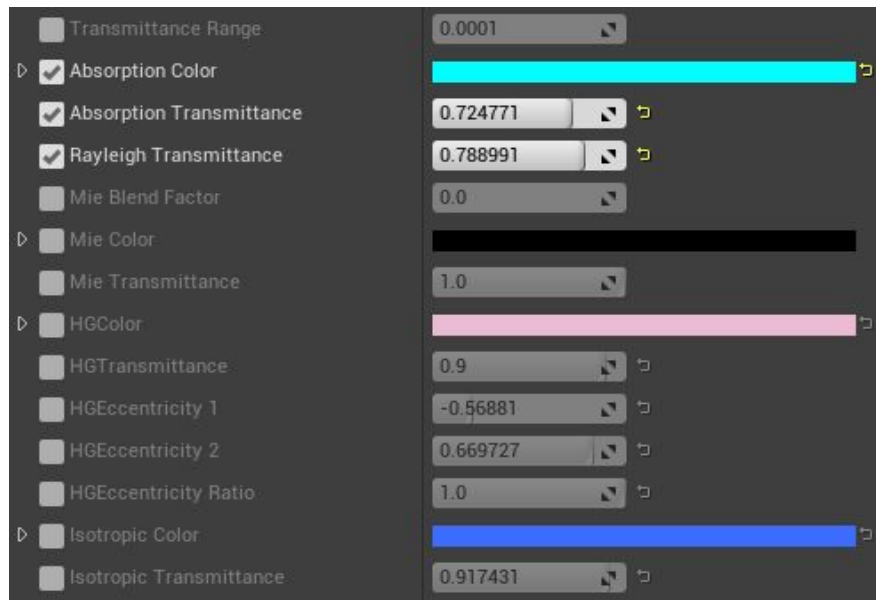 Transmittance Range 0.0001
Absorption Color
Absorption Transmittance 0.724771
Rayleigh Transmittance 0.788991
Mie Blend Factor 0.0
Mie Color
Mie Transmittance 1.0
HGColor
HGTransmittance 0.9
HGEccentricity 1 -0.56881
HGEccentricity 2 0.669727
HGEccentricity Ratio 1.0
Isotropic Color
Isotropic Transmittance 0.917431